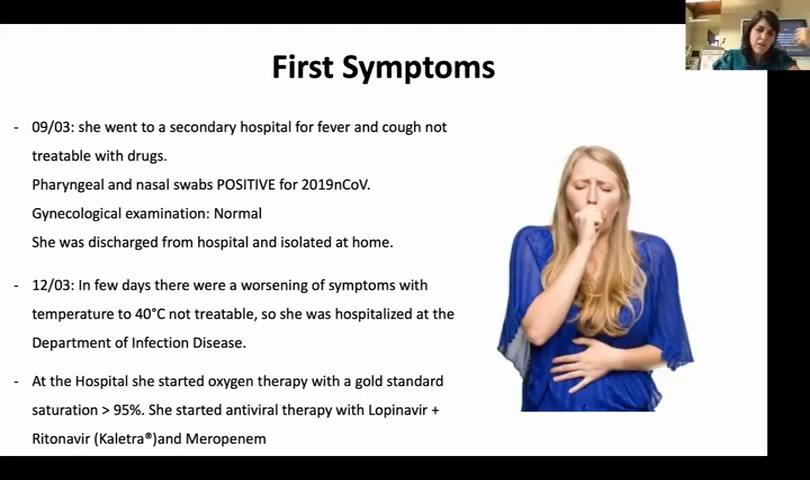 First Symptoms
- 09/03: she went to a secondary hospital for fever and cough not
treatable with drugs.
Pharyngeal and nasal swabs POSITIVE for 2019nCoV.
Gynecological examination: Normal
She was discharged from hospital and isolated at home.
- 12/03: In few days there were a worsening of symptoms with
temperature to 40°C not treatable, so she was hospitalized at the
Department of Infection Disease.
- At the Hospital she started oxygen therapy with a gold standard
saturation > 95%. She started antiviral therapy with Lopinavir +
Ritonavir (Kaletra®)and Meropenem